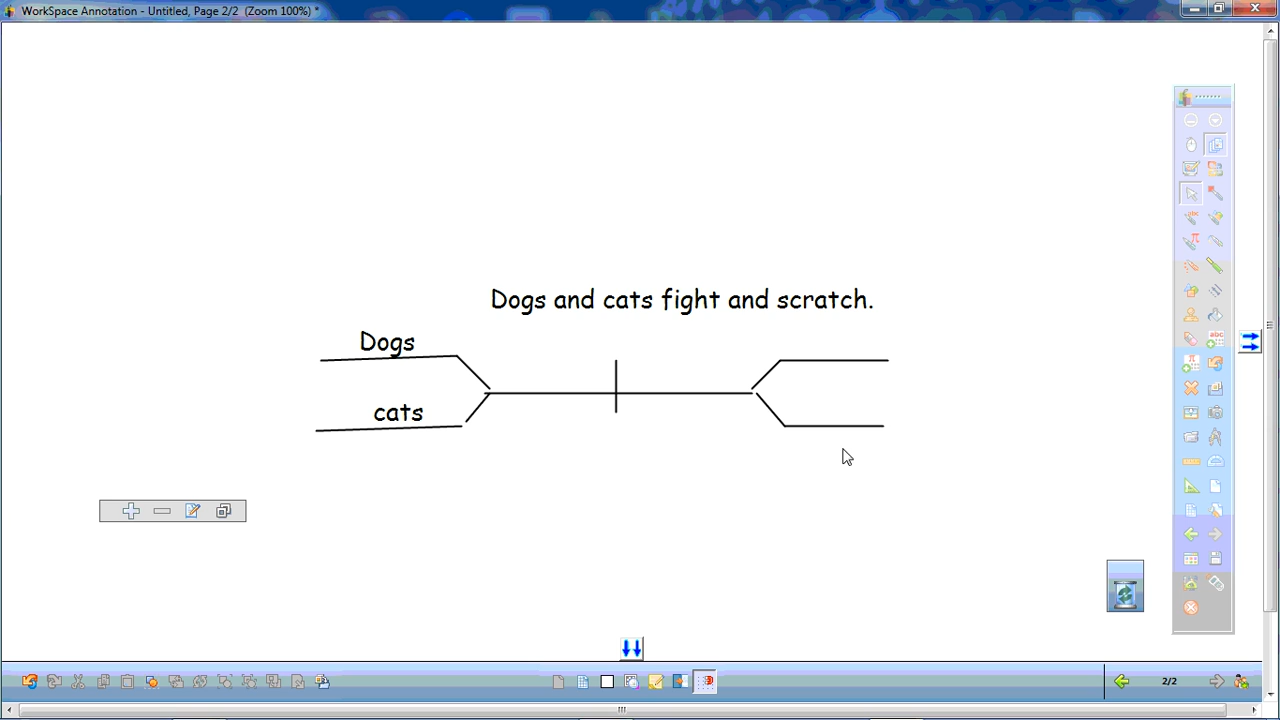 WorkSpace Annotation - Untitled, Page 2/2 (Zoom 100%) *
Dogs and cats fight and scratch.
Dogs
cats
2/2